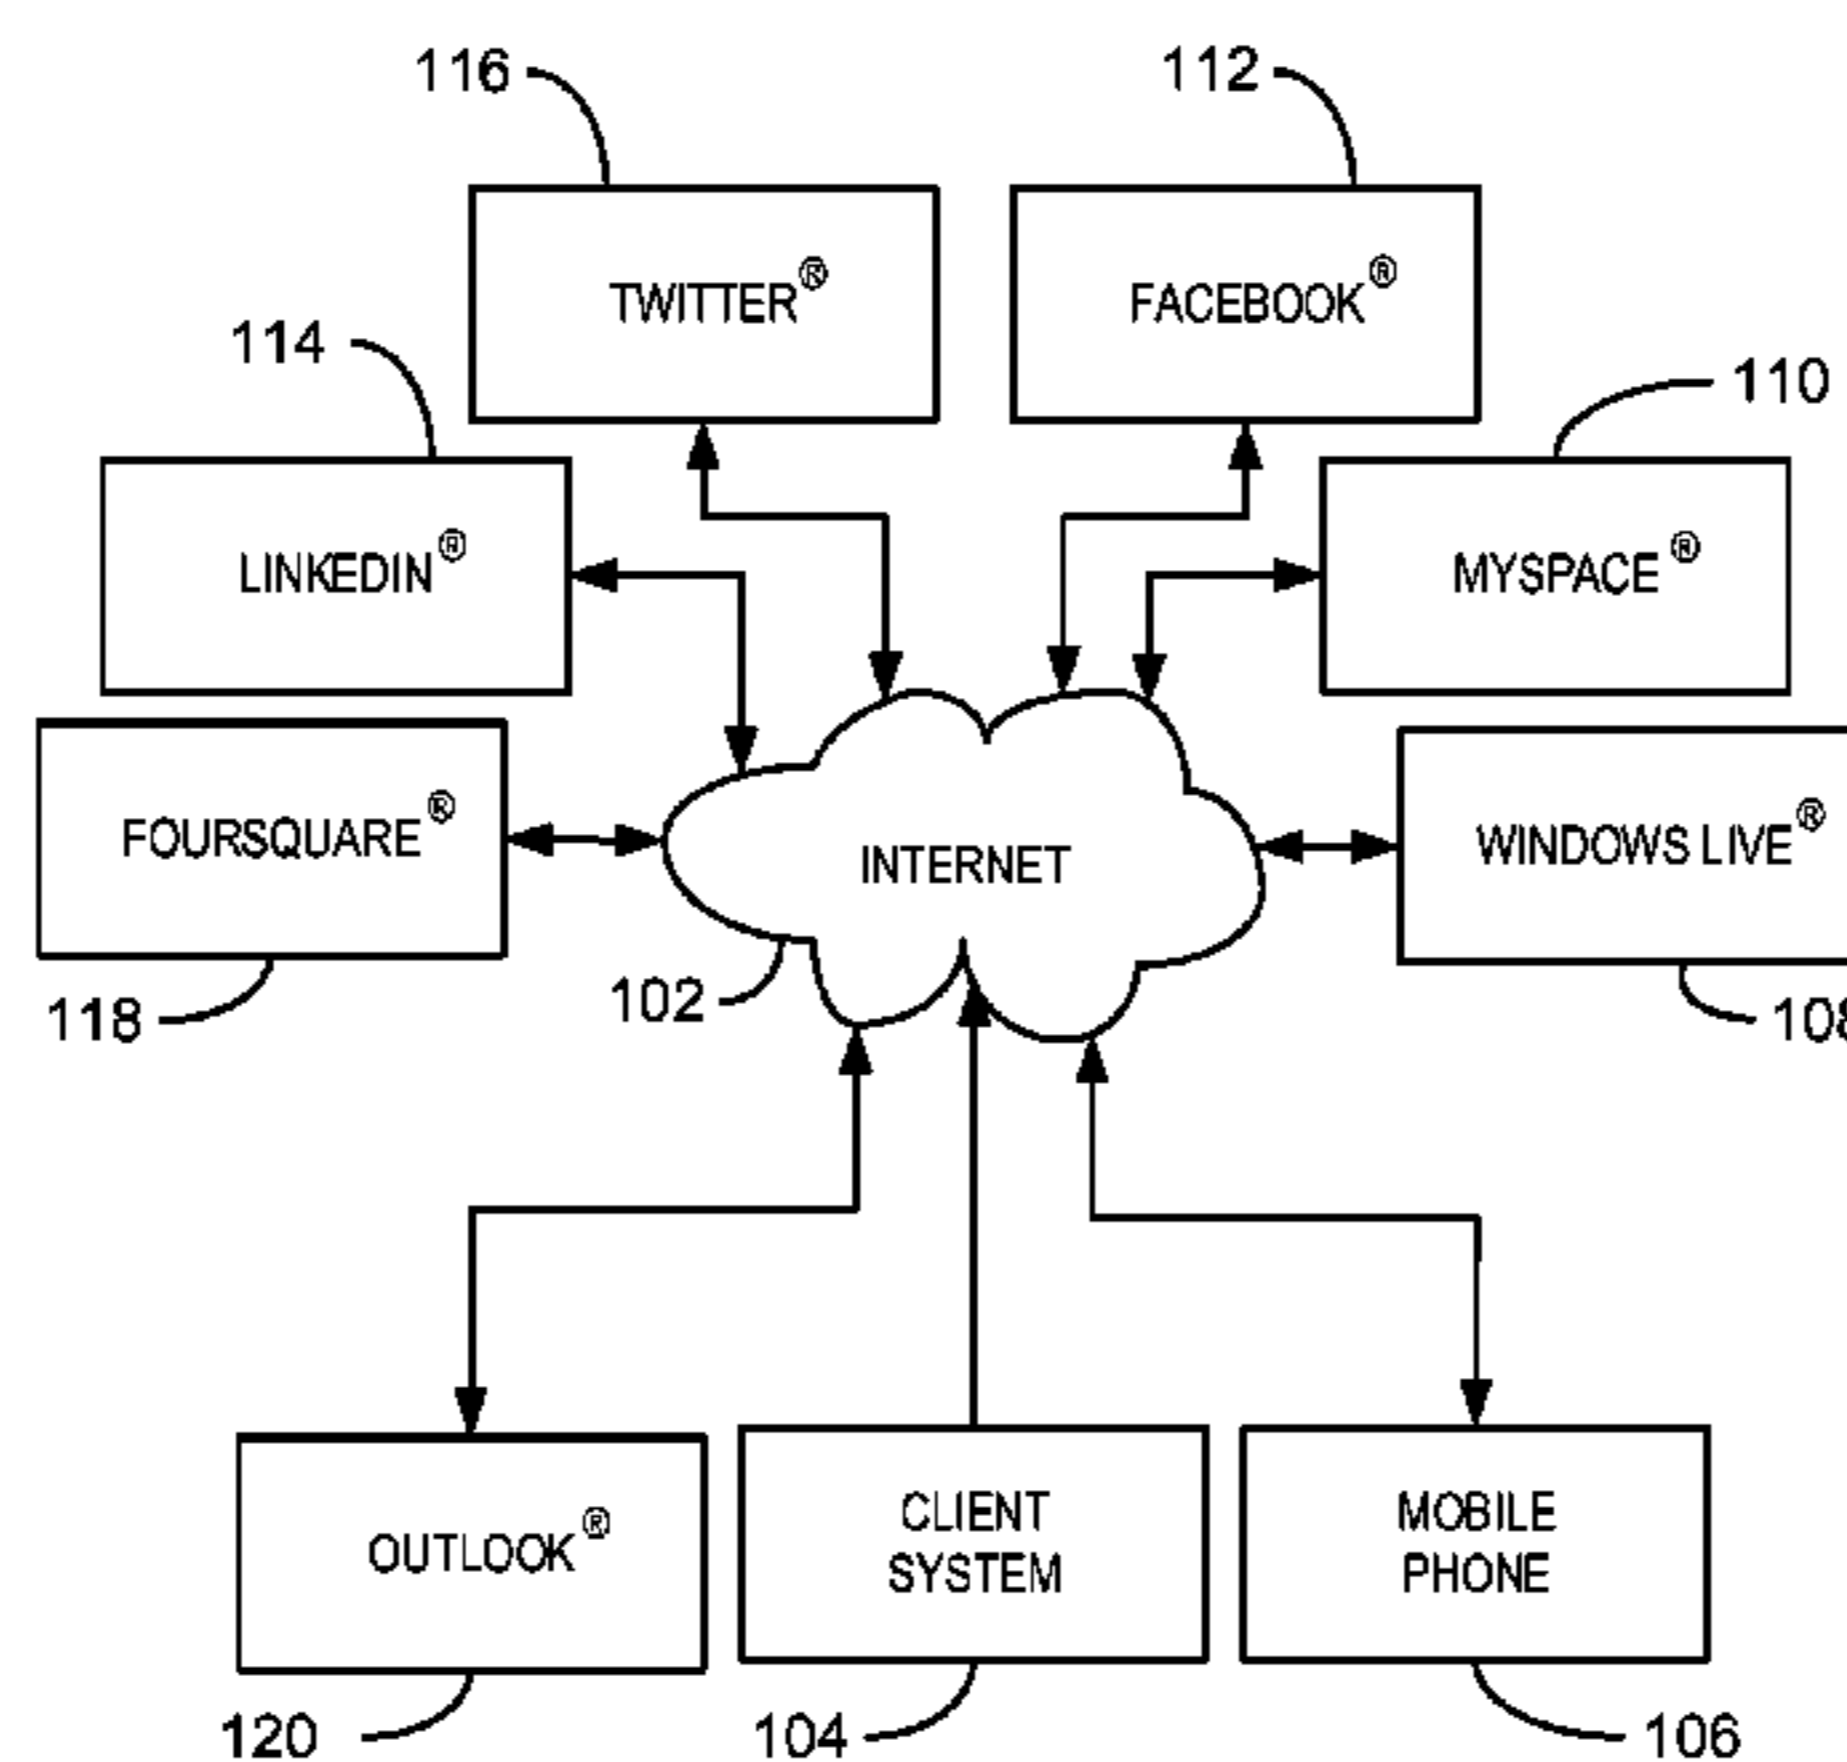 116
112
TWITTER®
FACEBOOK®
114
110
LINKEDIN®
MYSPACE®
FOURSQUARE®
INTERNET
WINDOWS LIVE®
118
102
108
OUTLOOK®
CLIENT
SYSTEM
MOBILE
PHONE
120
104
106